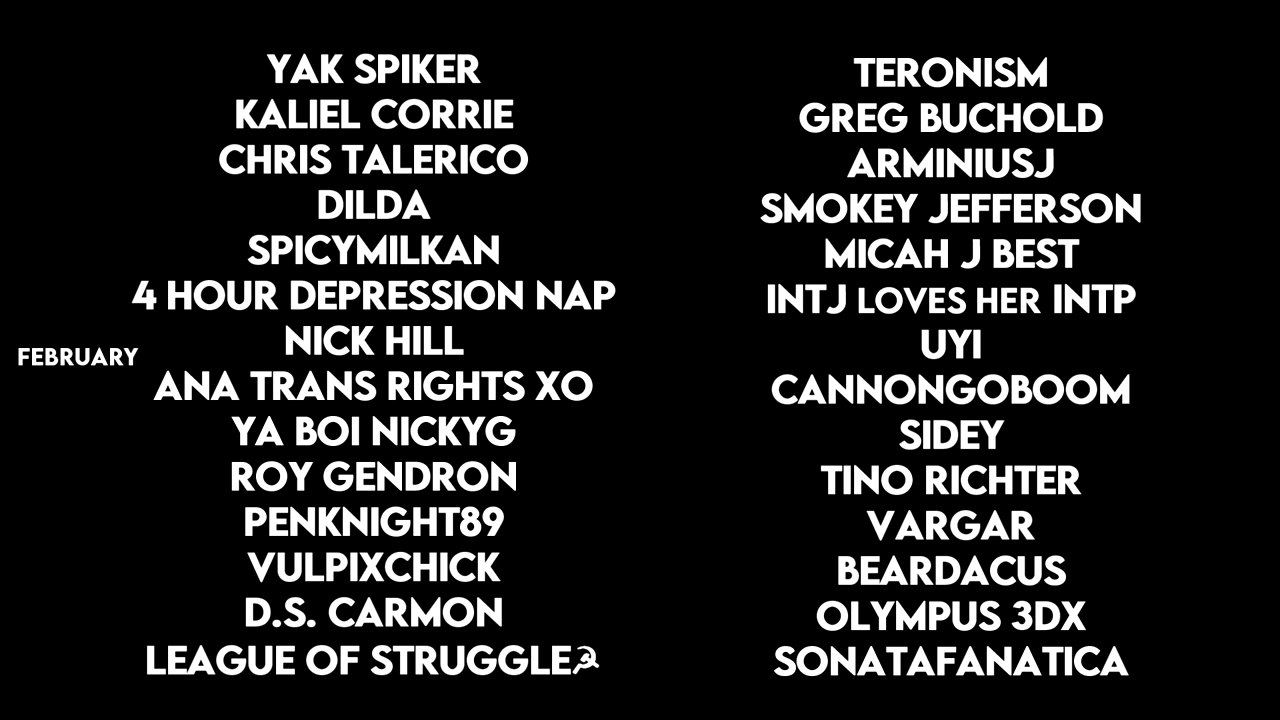 YAK SPIKER
KALIEL CORRIE
CHRIS TALERICO
DILDA
SPICYMILKAN
4 HOUR DEPRESSION NAP
NICK HILL
FEBRUARY
ANA TRANS RIGHTS XO
YA BOI NICKYG
ROY GENDRON
PENKNIGHT89
VULPIXCHICK
D.S. CARMON
LEAGUE OF STRUGGLE☭
TERONISM
GREG BUCHOLD
ARMINIUSJ
SMOKEY JEFFERSON
MICAH J BEST
INTJ LOVES HER INTP
UYI
CANNONGOBOOM
SIDEY
TINO RICHTER
VARGAR
BEARDACUS
OLYMPUS 3DX
SONATAFANATICA